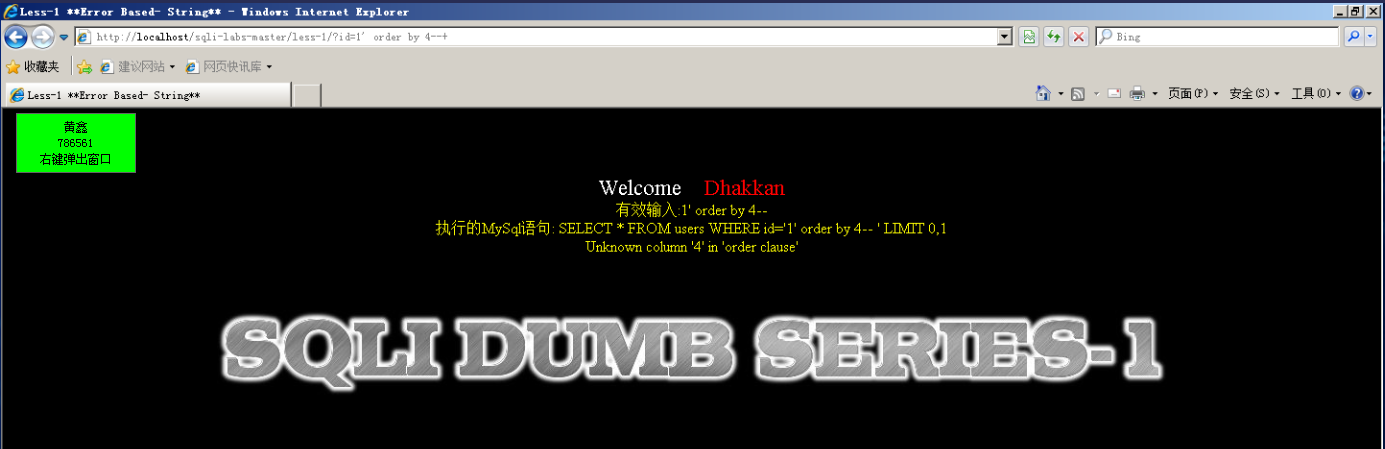 Less-1 **Error Based- String** - Windows Internet Explorer
http://localhost/sqli-labs-master/less-1/?id=1' order by 4--+
Bing
收藏夹 建议网站 网页快讯库
Less-1 **Error Based- String**
页面(P) 安全(S) 工具(O)
黄鑫
786561
右键弹出窗口
Welcome Dhakkan
有效输入:1' order by 4--
执行的MySql语句: SELECT * FROM users WHERE id='1' order by 4-- ' LIMIT 0,1
Unknown column '4' in 'order clause'
SQLI DUMB SERIES-1